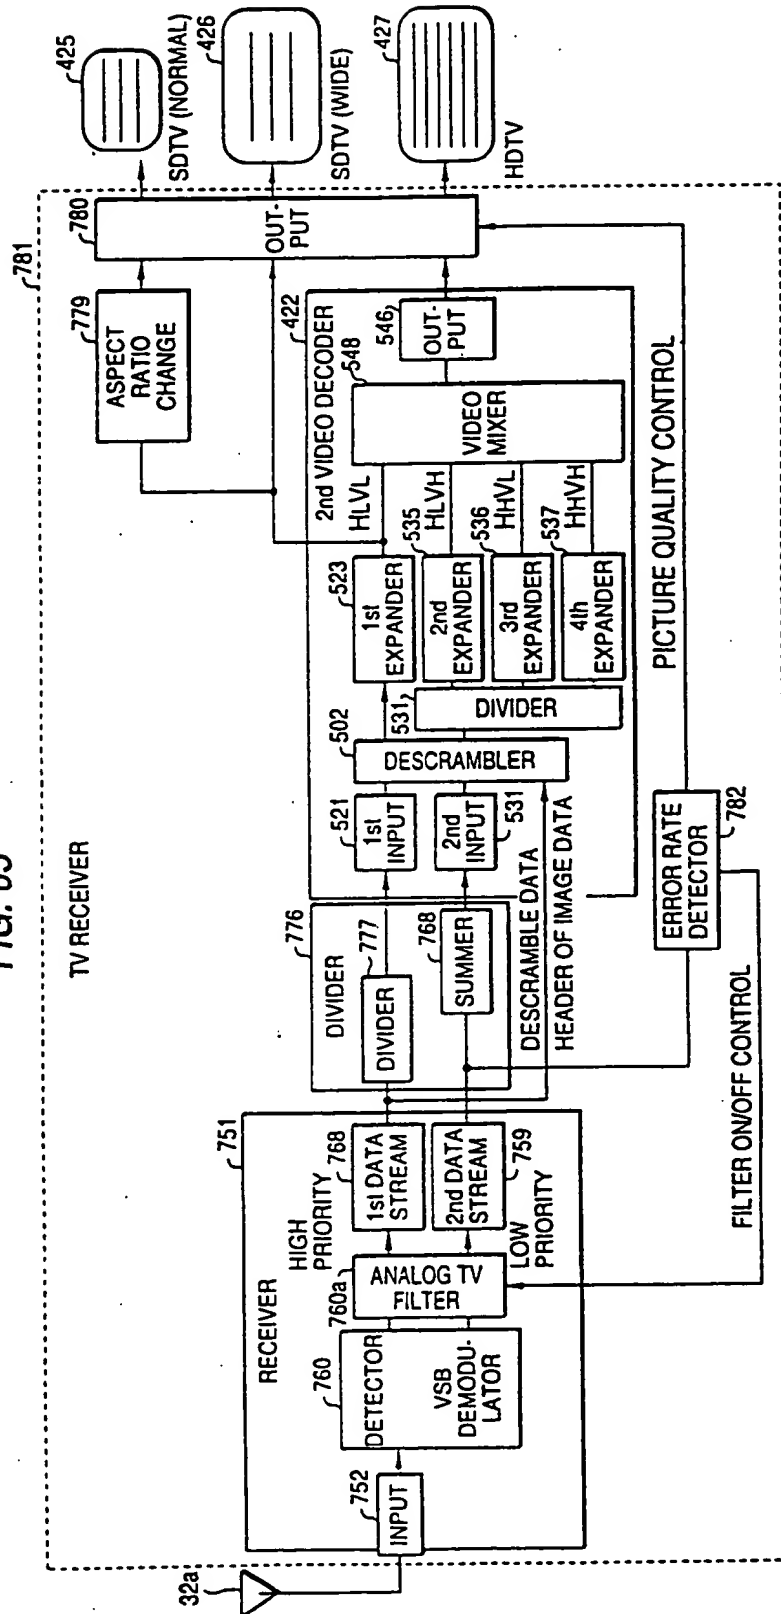 FIG.
TV RECEIVER
781
32a
752
INPUT
751
RECEIVER
760
DETECTOR
VSB
DEMODU-
LATOR
760a
ANALOG TV
FILTER
HIGH
PRIORITY
768
1st DATA
STREAM
2nd DATA
STREAM
759
LOW
PRIORITY
776
DIVIDER
777
DIVIDER
768
SUMMER
DESCRAMBLE DATA
HEADER OF IMAGE DATA
2nd VIDEO DECODER
422
521
1st
INPUT
2nd
INPUT
531
502
DESCRAMBLER
531
DIVIDER
523
1st
EXPANDER
535
2nd
EXPANDER
536
3rd
EXPANDER
537
4th
EXPANDER
HLVL
HLVH
HHVL
HHVH
548
VIDEO
MIXER
546
OUT-
PUT
779
ASPECT
RATIO
CHANGE
780
OUT-
PUT
425
SDTV (NORMAL)
426
SDTV (WIDE)
427
HDTV
PICTURE QUALITY CONTROL
ERROR RATE
DETECTOR
782
FILTER ON/OFF CONTROL